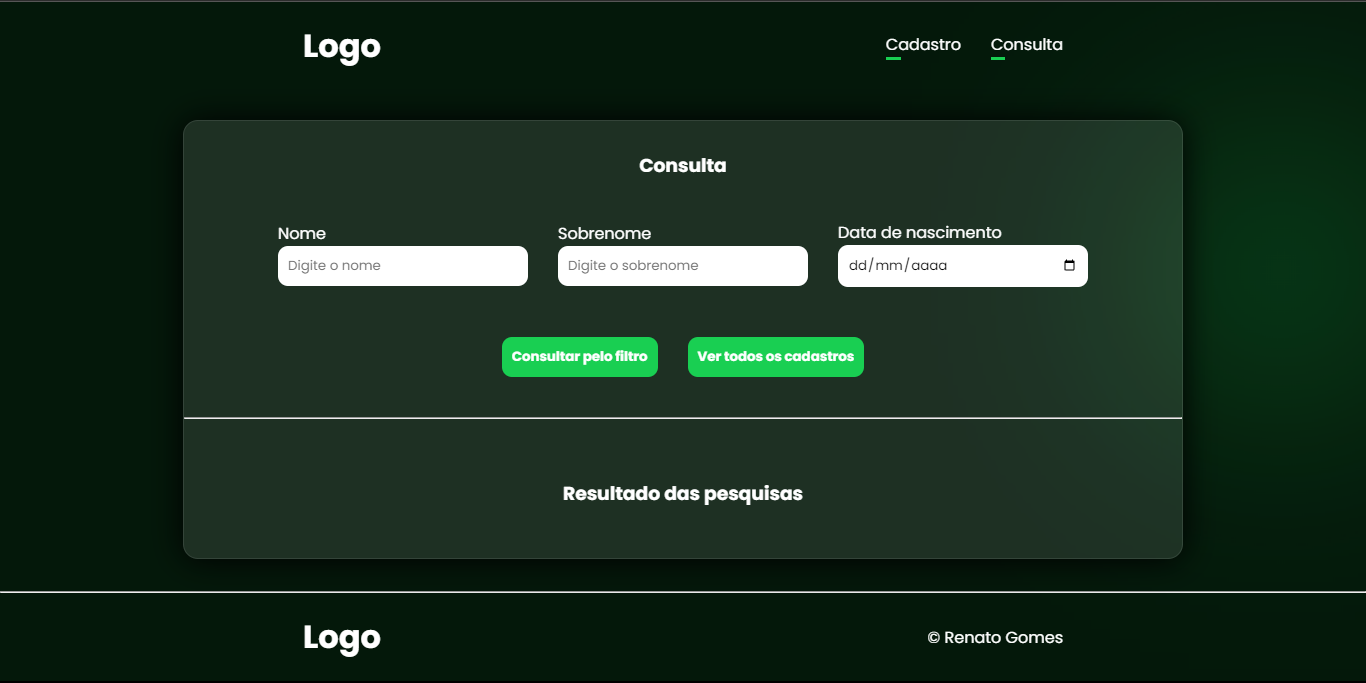 Logo
Cadastro Consulta
Consulta
Nome Sobrenome Data de nascimento
Digite o nome Digite o sobrenome dd/mm/aaaa
Consultar pelo filtro Ver todos os cadastros
Resultado das pesquisas
Logo © Renato Gomes